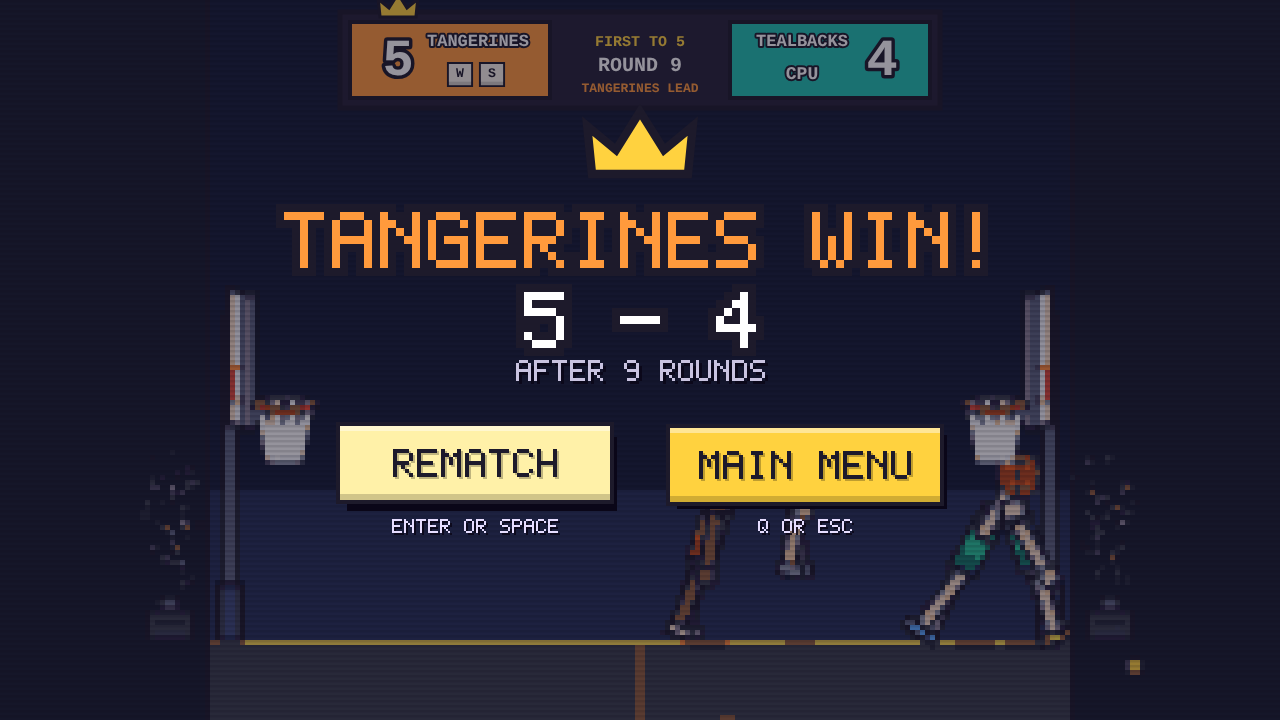 5 TANGERINES
W S
FIRST TO 5
ROUND 9
TANGERINES LEAD
TEALBACKS 4
CPU
TANGERINES WIN!
5 - 4
AFTER 9 ROUNDS
REMATCH
MAIN MENU
ENTER OR SPACE
Q OR ESC